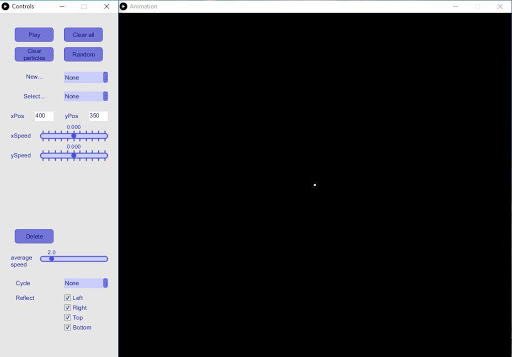 Controls
Animation
Play
Clear all
Clear
particles
Random
New...
None
Select...
None
xPos
400
yPos
350
0.000
xSpeed
0.000
ySpeed
Delete
2.0
average
speed
Cycle
None
Reflect
Left
Right
Top
Bottom